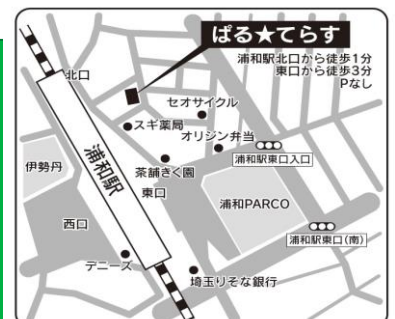 ぱる★てらす
浦和駅北口から徒歩1分
東口から徒歩3分
Pなし
北口
セオサイクル
スギ薬局
オリジン弁当
浦和駅東口入口
茶舗きく園
伊勢丹
浦和駅
東口
浦和PARCO
西口
浦和駅東口(南)
デニーズ
埼玉りそな銀行